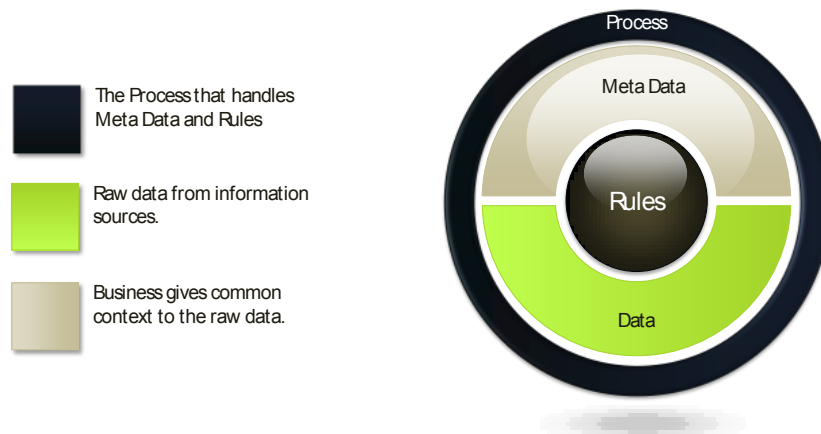 The Process that handles
Meta Data and Rules
Raw data from information
sources.
Business gives common
context to the raw data.
Process
Meta Data
Rules
Data